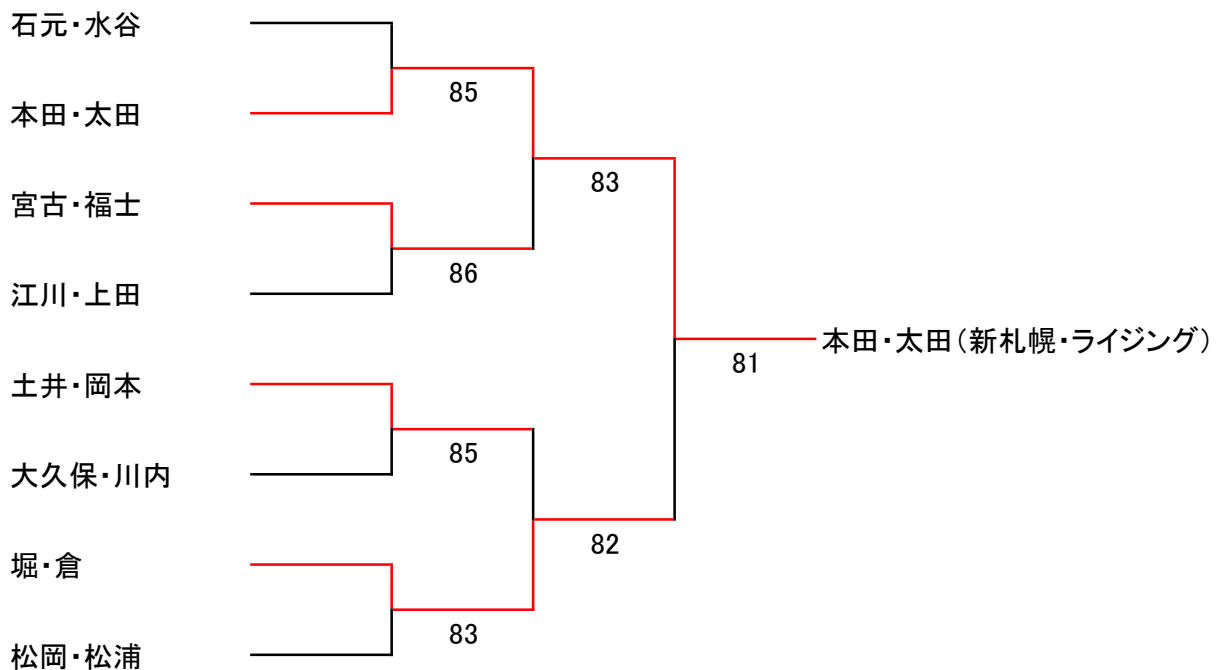 石元・水谷
85
本田・太田
83
宮古・福士
86
江川・上田
本田・太田（新札幌・ライジング）
81
土井・岡本
85
大久保・川内
82
堀・倉
83
松岡・松浦